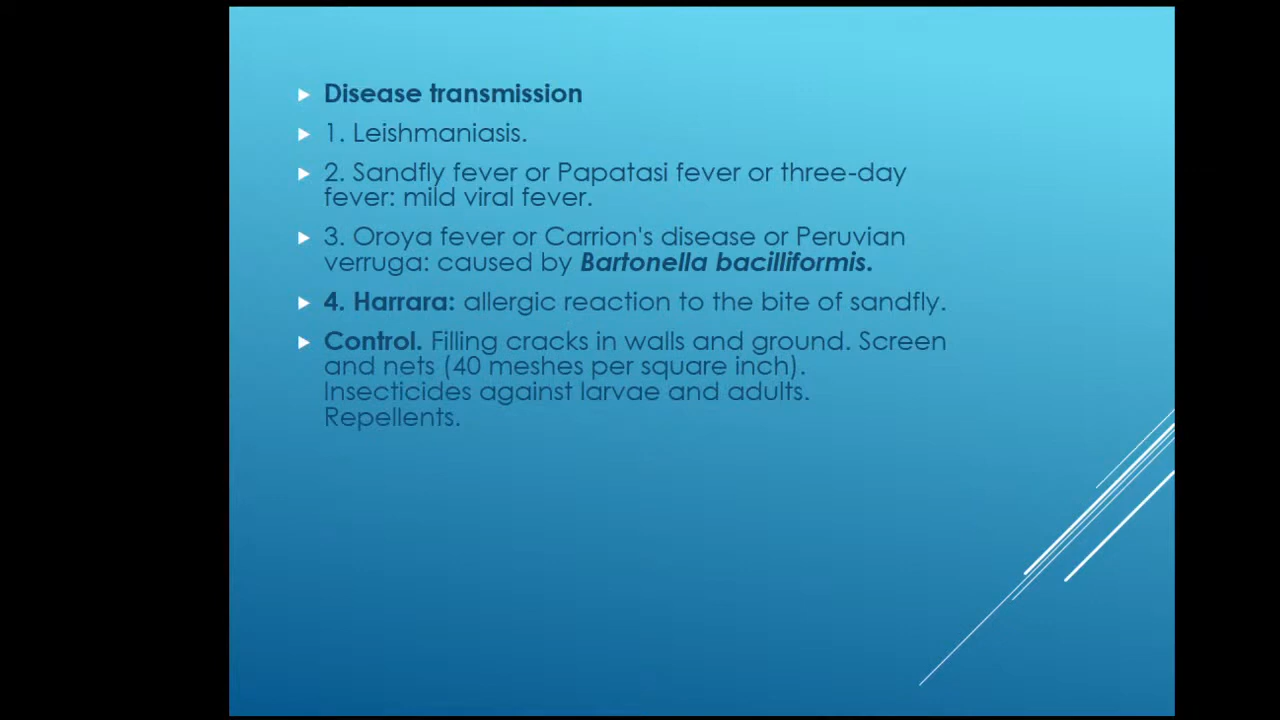 Disease transmission
1. Leishmaniasis.
2. Sandfly fever or Papatasi fever or three-day
fever: mild viral fever.
3. Oroya fever or Carrion's disease or Peruvian
verruga: caused by Bartonella bacilliformis.
4. Harrara: allergic reaction to the bite of sandfly.
Control. Filling cracks in walls and ground. Screen
and nets (40 meshes per square inch).
Insecticides against larvae and adults.
Repellents.